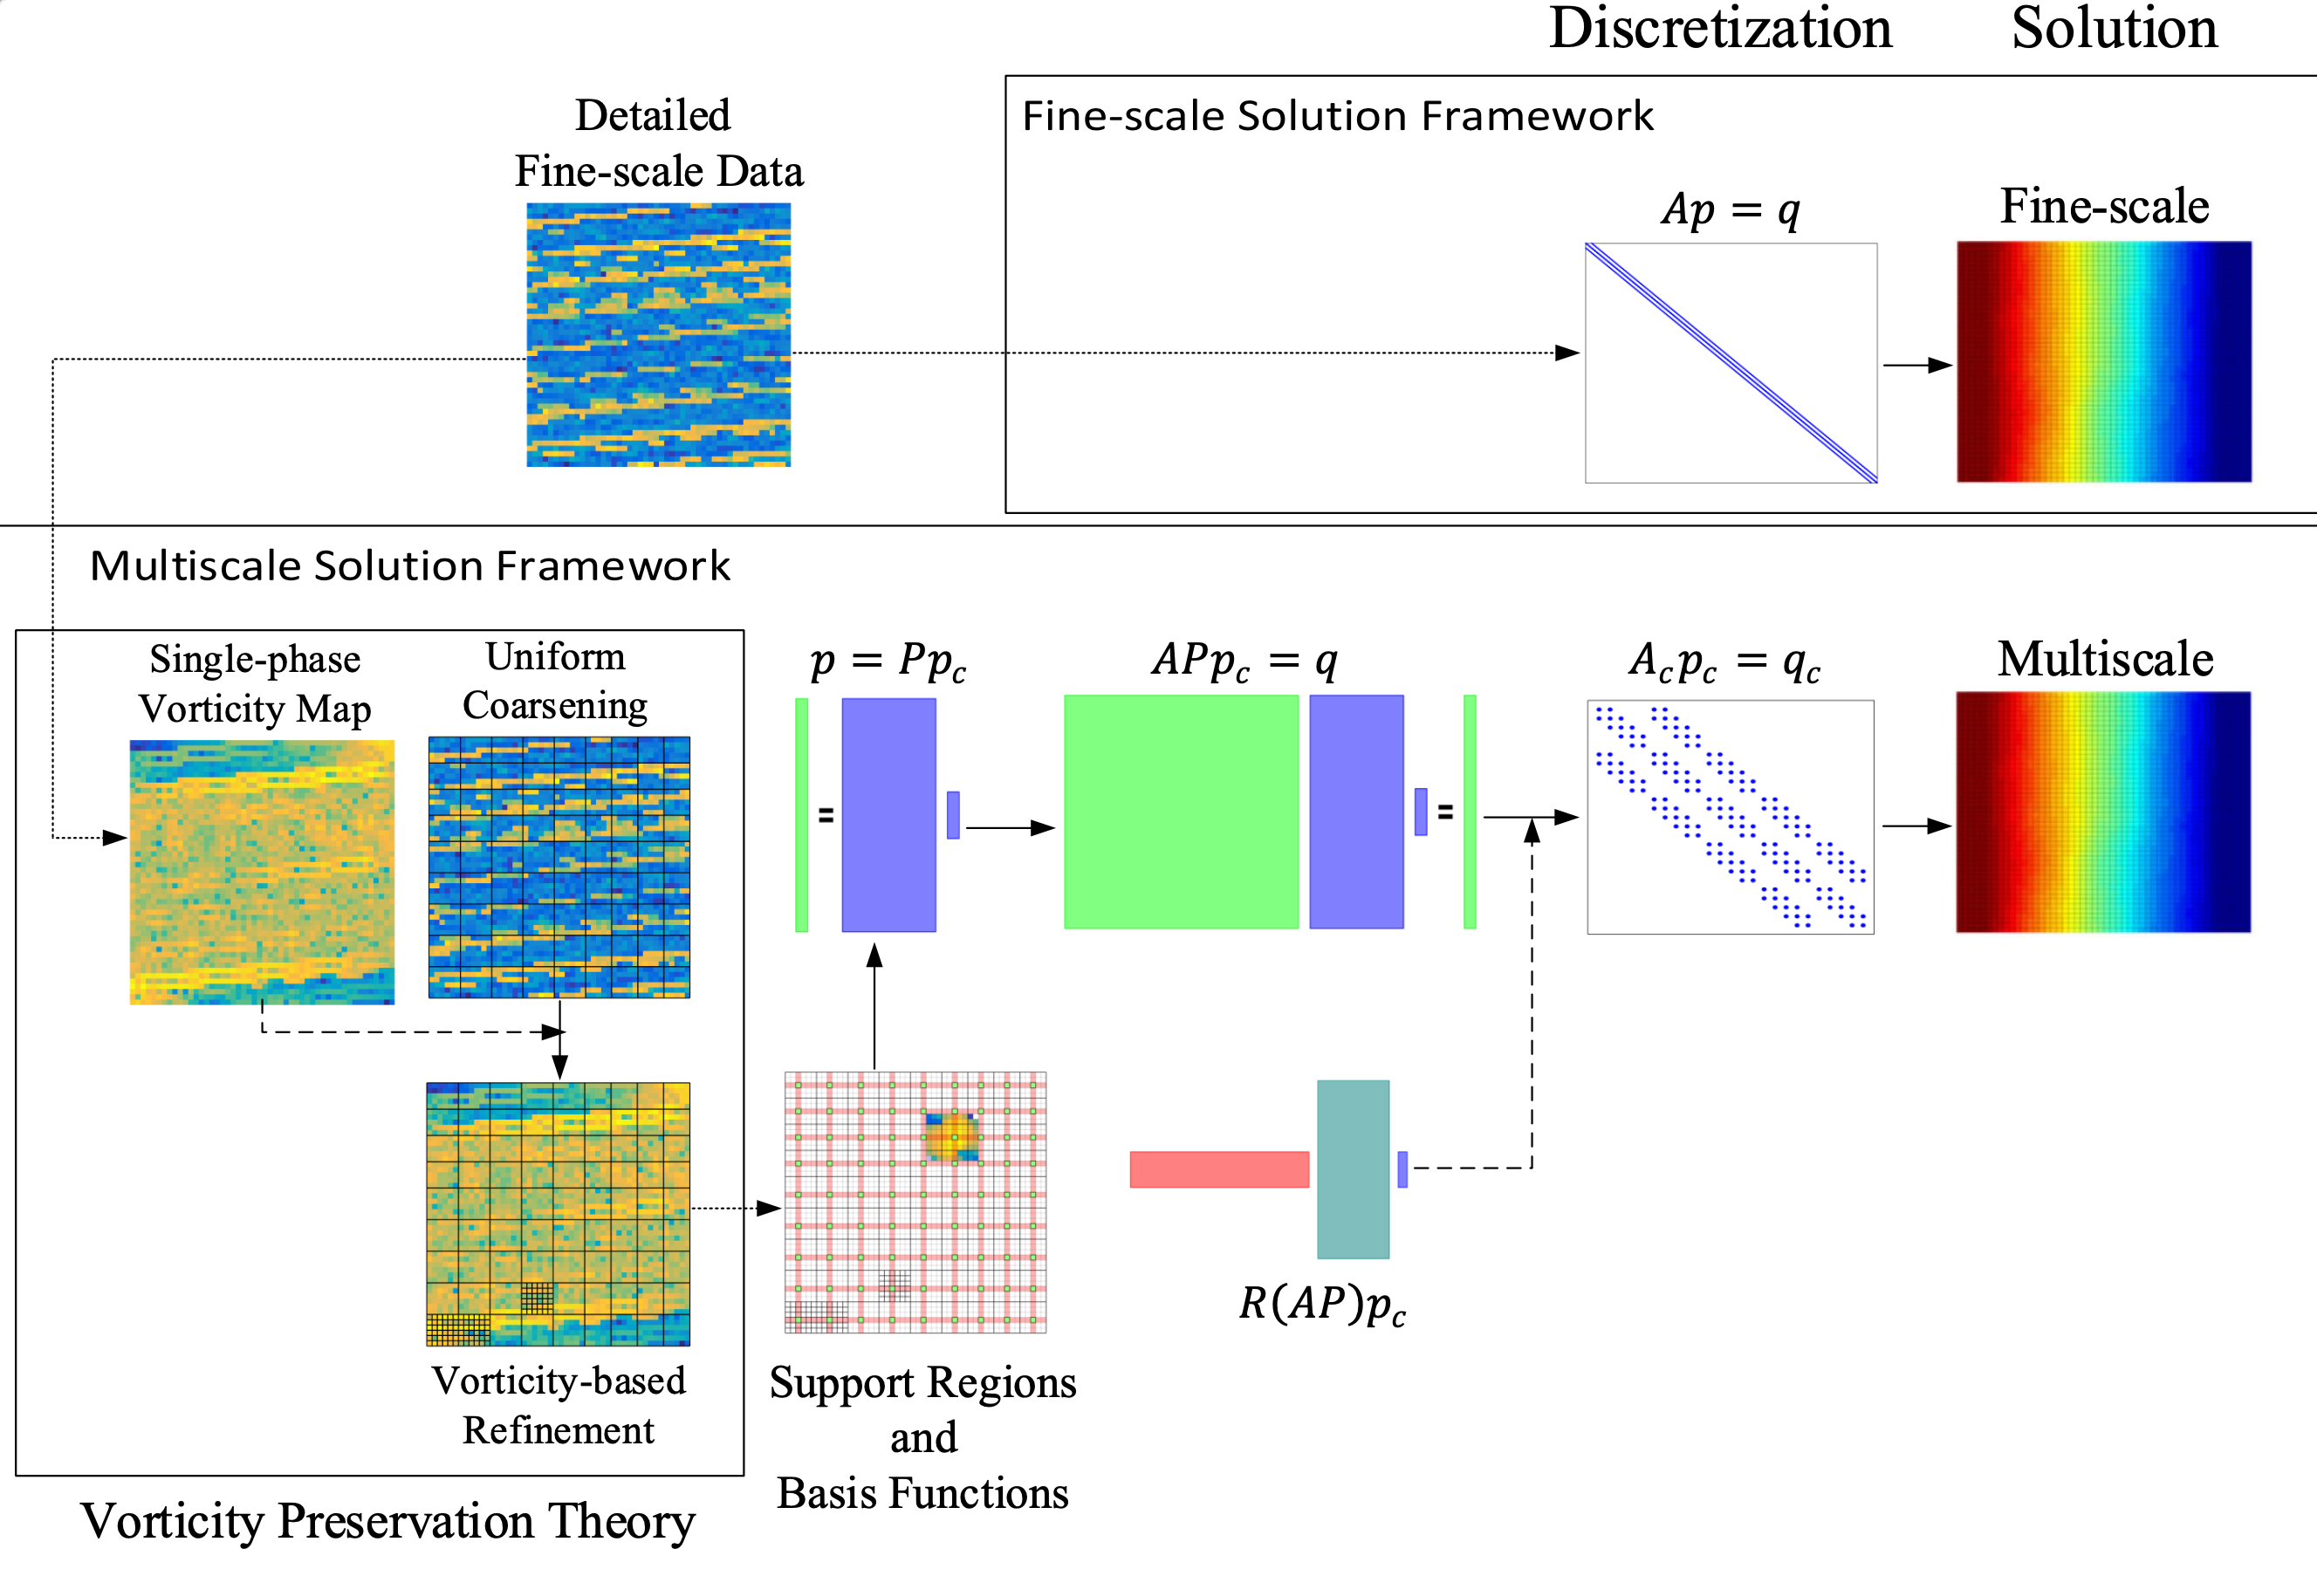 Discretization Solution
Fine-scale Solution Framework
Detailed
Fine-scale Data
Ap = q
Fine-scale
Multiscale Solution Framework
Single-phase
Vorticity Map
Uniform
Coarsening
p = Pp_c
=
APp_c = q
=
A_c p_c = q_c
Multiscale
Vorticity-based
Refinement
Support Regions
and
Basis Functions
R(AP)p_c
Vorticity Preservation Theory